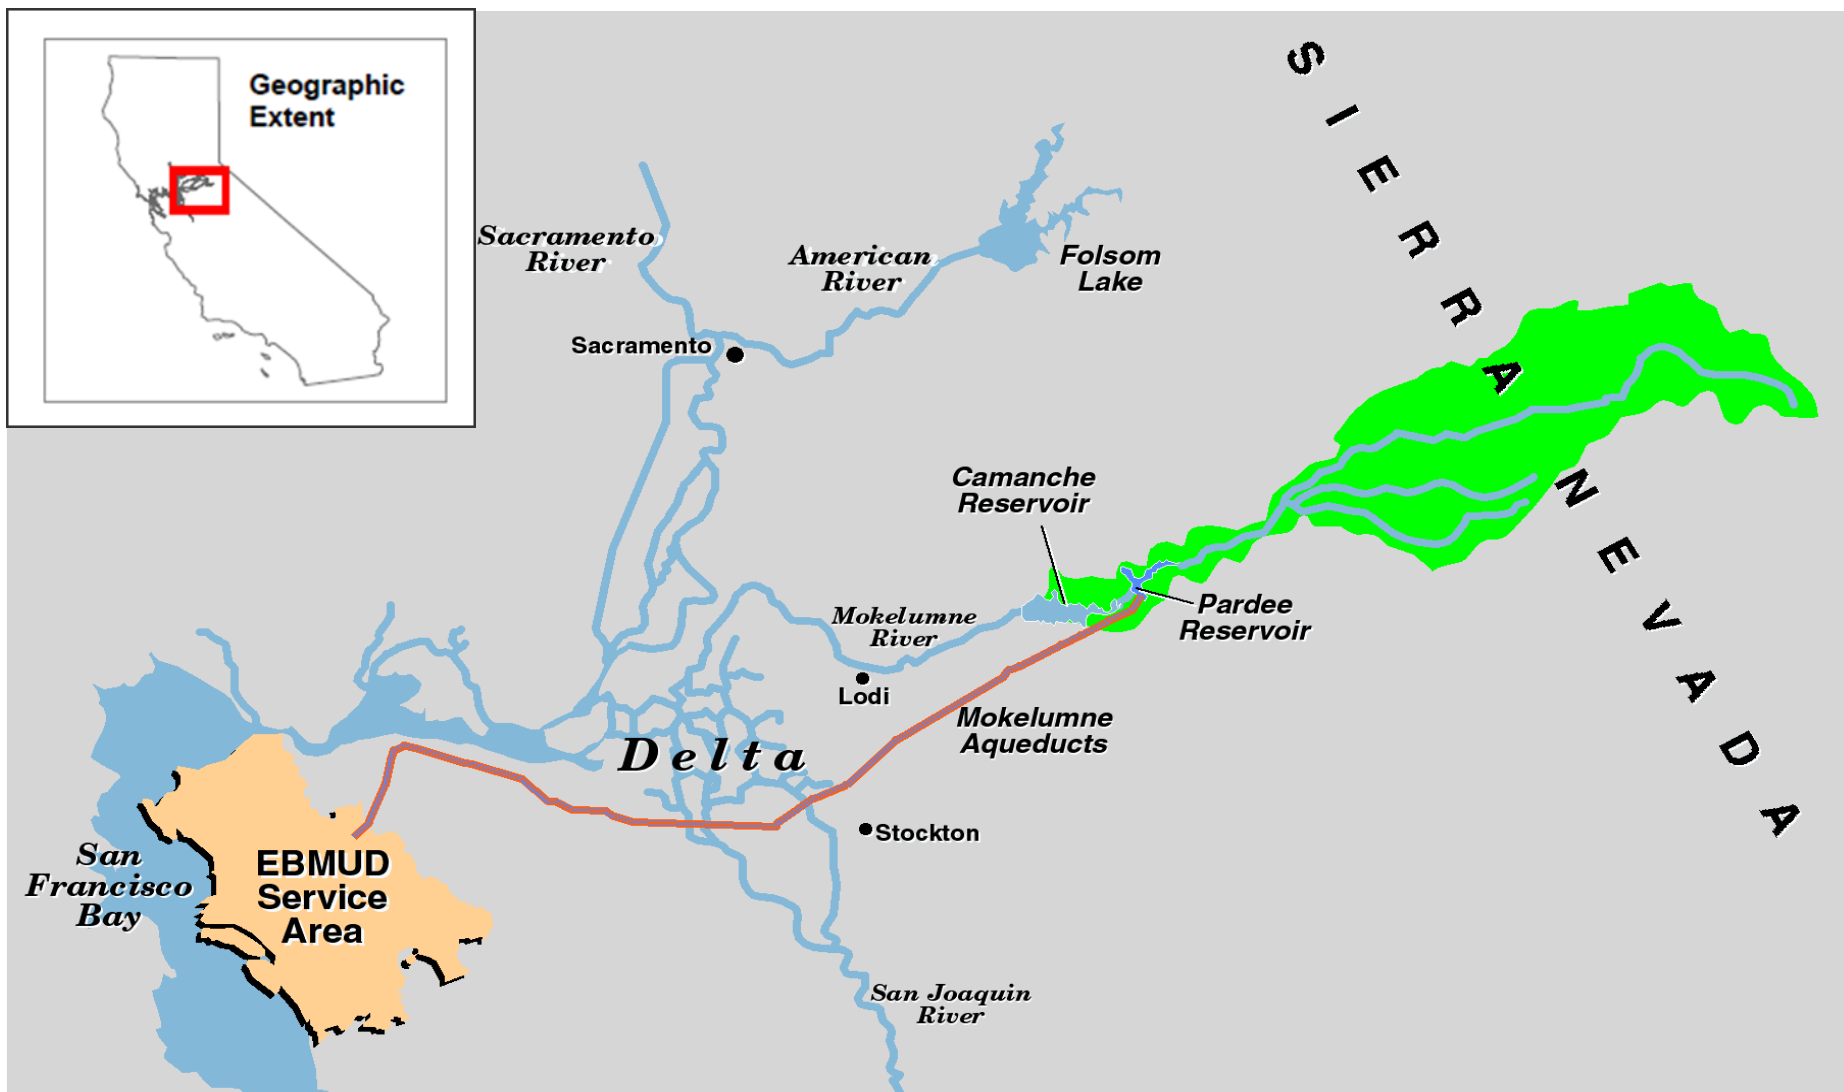 Geographic
Extent
SIERRA NEVADA
Sacramento
River
American
River
Folsom
Lake
Sacramento
Camanche
Reservoir
Pardee
Reservoir
Mokelumne
River
Lodi
Mokelumne
Aqueducts
Delta
Stockton
San
Francisco
Bay
EBMUD
Service
Area
San Joaquin
River